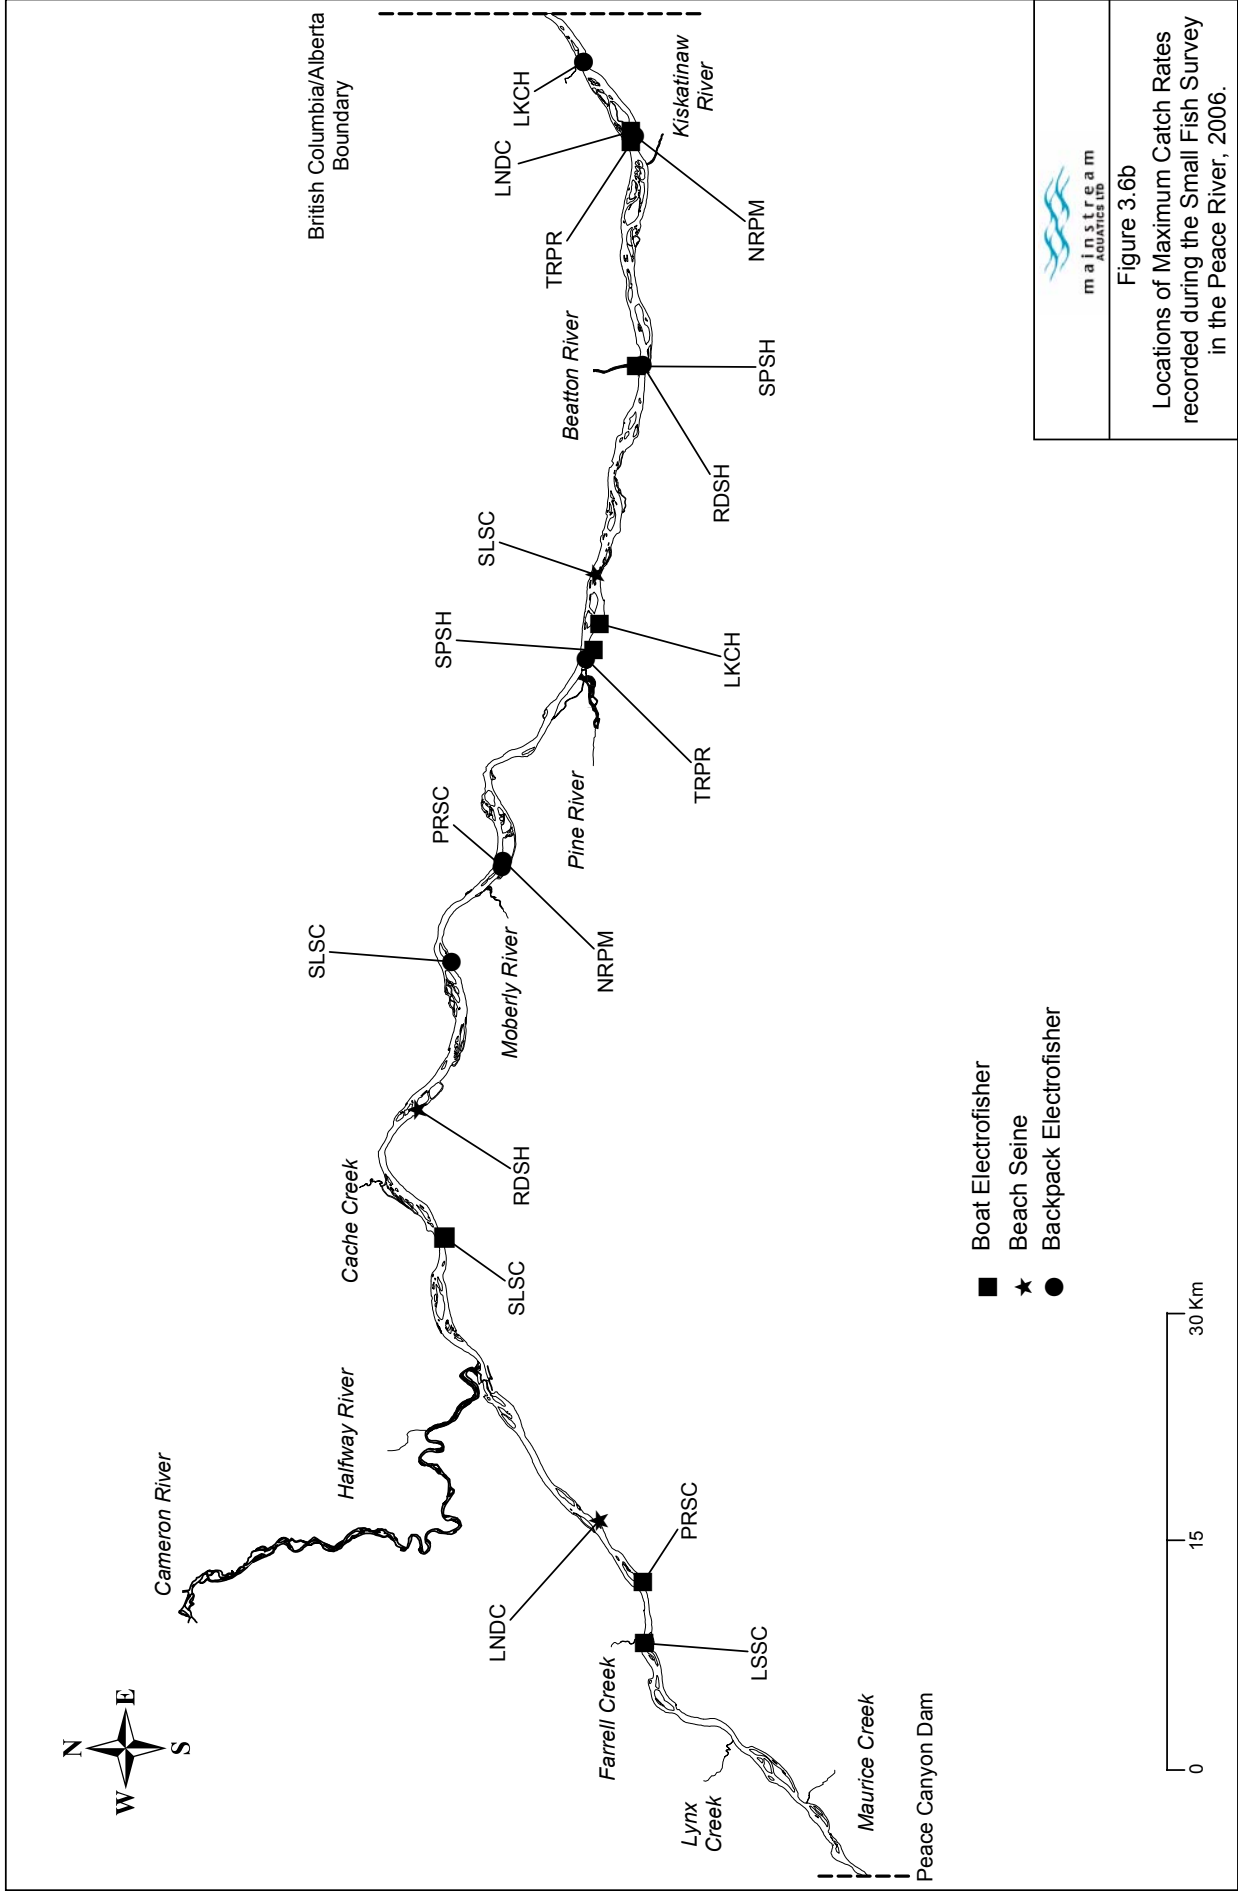 N
W
E
S
Cameron River
Halfway River
Cache Creek
British Columbia/Alberta
Boundary
SLSC
PRSC
SPSH
SLSC
LNDC
LKCH
TRPR
Beatton River
Kiskatinaw
River
NRPM
Moberly River
Pine River
NRPM
TRPR
LKCH
RDSH
SPSH
RDSH
SLSC
LNDC
PRSC
Farrell Creek
LSSC
Lynx
Creek
Maurice Creek
Peace Canyon Dam
Boat Electrofisher
Beach Seine
Backpack Electrofisher
0
15
30 Km
mainstream
AQUATICS LTD
Figure 3.6b
Locations of Maximum Catch Rates
recorded during the Small Fish Survey
in the Peace River, 2006.